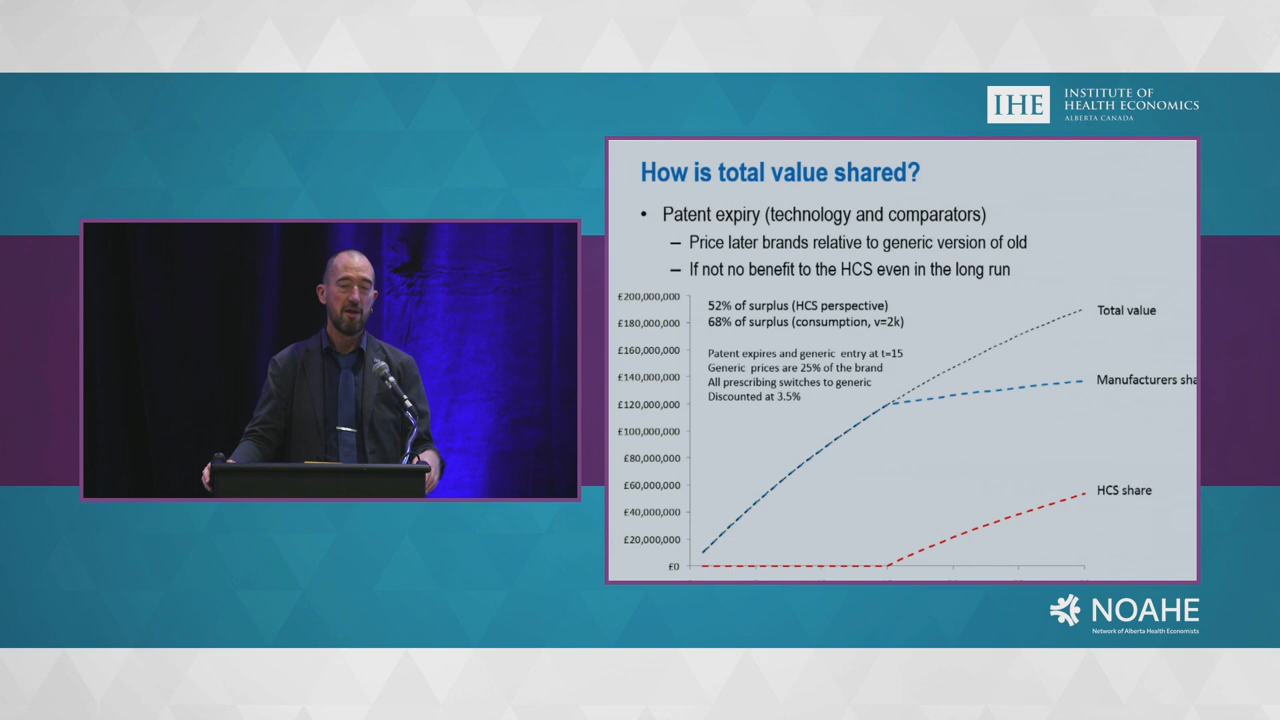 IHE
INSTITUTE OF
HEALTH ECONOMICS
ALBERTA CANADA
How is total value shared?
• Patent expiry (technology and comparators)
– Price later brands relative to generic version of old
– If not no benefit to the HCS even in the long run
£200,000,000
£180,000,000
£160,000,000
£140,000,000
£120,000,000
£100,000,000
£80,000,000
£60,000,000
£40,000,000
£20,000,000
£0
52% of surplus (HCS perspective)
68% of surplus (consumption, v=2k)
Patent expires and generic entry at t=15
Generic prices are 25% of the brand
All prescribing switches to generic
Discounted at 3.5%
Total value
Manufacturers sha
HCS share
NOAHE
Network of Alberta Health Economists